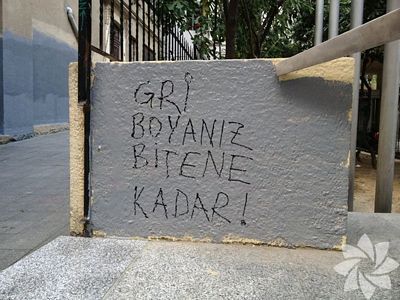 GRİ
BOYANIZ
BİTENE
KADAR!